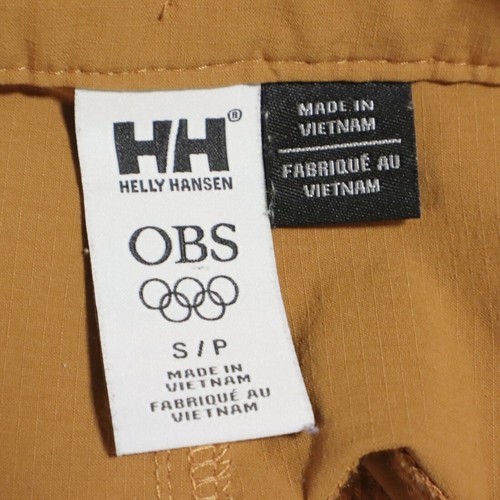 HH®
HELLY HANSEN
OBS
S/P
MADE IN
VIETNAM
FABRIQUÉ AU
VIETNAM
MADE IN
VIETNAM
FABRIQUÉ AU
VIETNAM